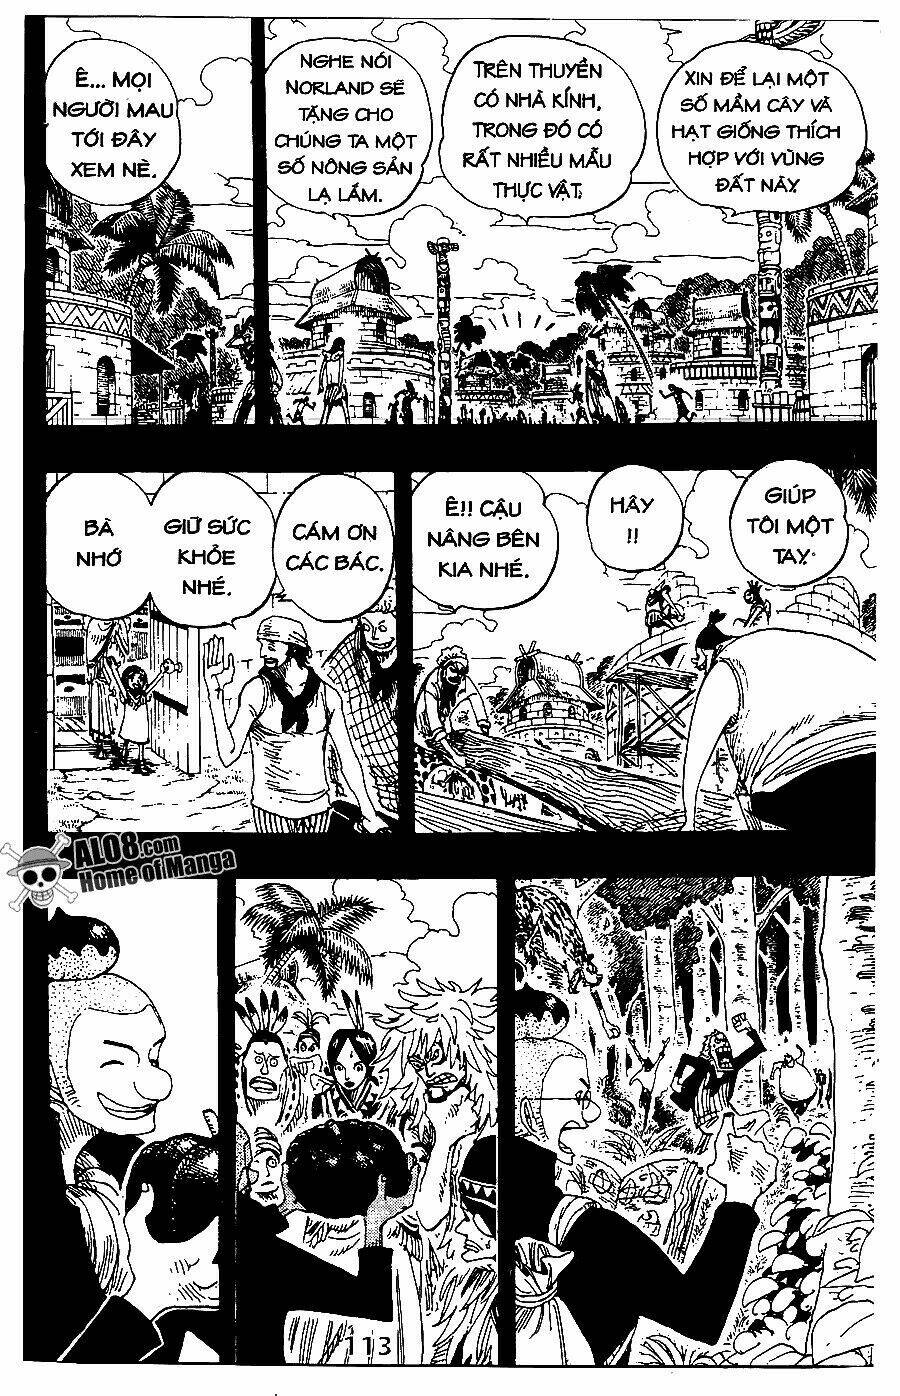 XIN ĐỂ LẠI MỘT
SỐ MẦM CÂY VÀ
HẠT GIỐNG THÍCH
HỢP VỚI VÙNG
ĐẤT NÀY.
TRÊN THUYỀN
CÓ NHÀ KÍNH.
TRONG ĐÓ CÓ
RẤT NHIỀU MẪU
THỰC VẬT.
NGHE NÓI
NORLAND SẼ
TẶNG CHO
CHÚNG TA MỘT
SỐ NÔNG SẢN
LẠ LẮM.
Ê... MỌI
NGƯỜI MAU
TỚI ĐÂY
XEM NÈ.
GIÚP
TÔI MỘT
TAY.
HÂY
!!
Ê!! CẬU
NÂNG BÊN
KIA NHÉ.
CÁM ƠN
CÁC BÁC.
GIỮ SỨC
KHỎE
NHÉ.
BÀ
NHỚ
ALO8.com
Home of Manga
113